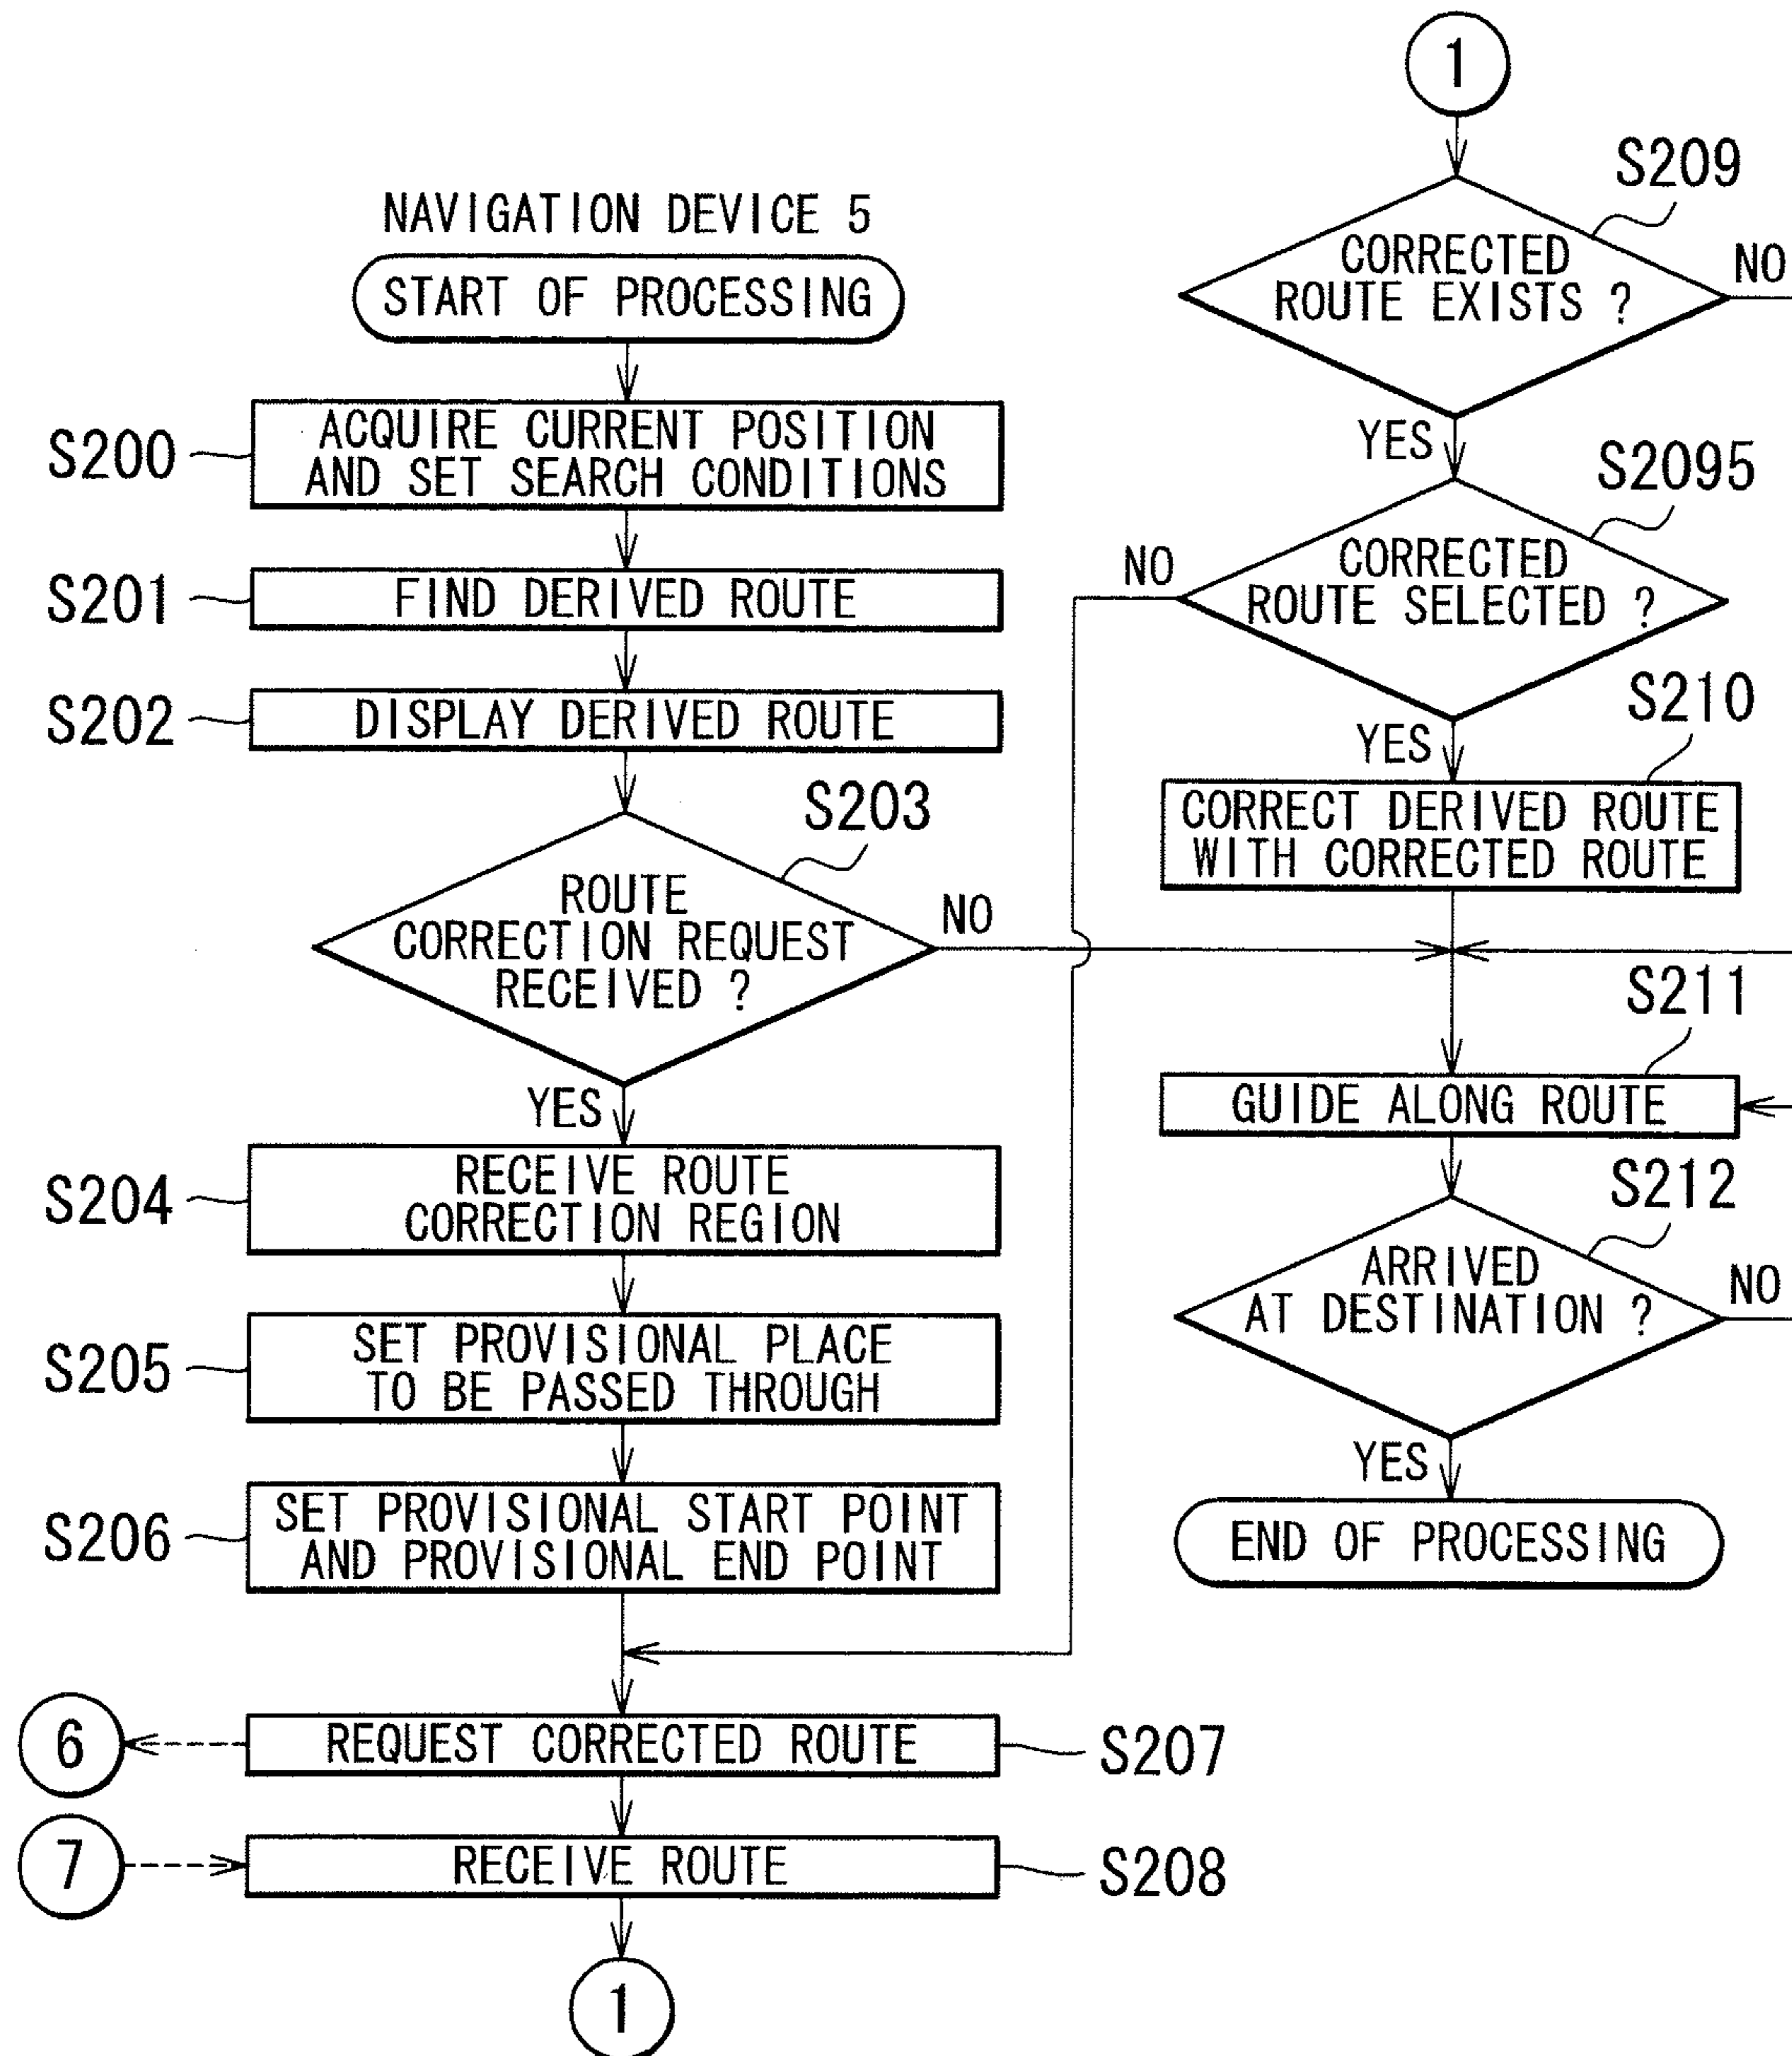 NAVIGATION DEVICE 5
START OF PROCESSING
S200
ACQUIRE CURRENT POSITION
AND SET SEARCH CONDITIONS
S201
FIND DERIVED ROUTE
S202
DISPLAY DERIVED ROUTE
S203
ROUTE
CORRECTION REQUEST
RECEIVED ?
NO
YES
S204
RECEIVE ROUTE
CORRECTION REGION
S205
SET PROVISIONAL PLACE
TO BE PASSED THROUGH
S206
SET PROVISIONAL START POINT
AND PROVISIONAL END POINT
6
REQUEST CORRECTED ROUTE
S207
7
RECEIVE ROUTE
S208
1
1
S209
CORRECTED
ROUTE EXISTS ?
NO
YES
S2095
NO
CORRECTED
ROUTE SELECTED ?
YES
S210
CORRECT DERIVED ROUTE
WITH CORRECTED ROUTE
S211
GUIDE ALONG ROUTE
S212
ARRIVED
AT DESTINATION ?
NO
YES
END OF PROCESSING